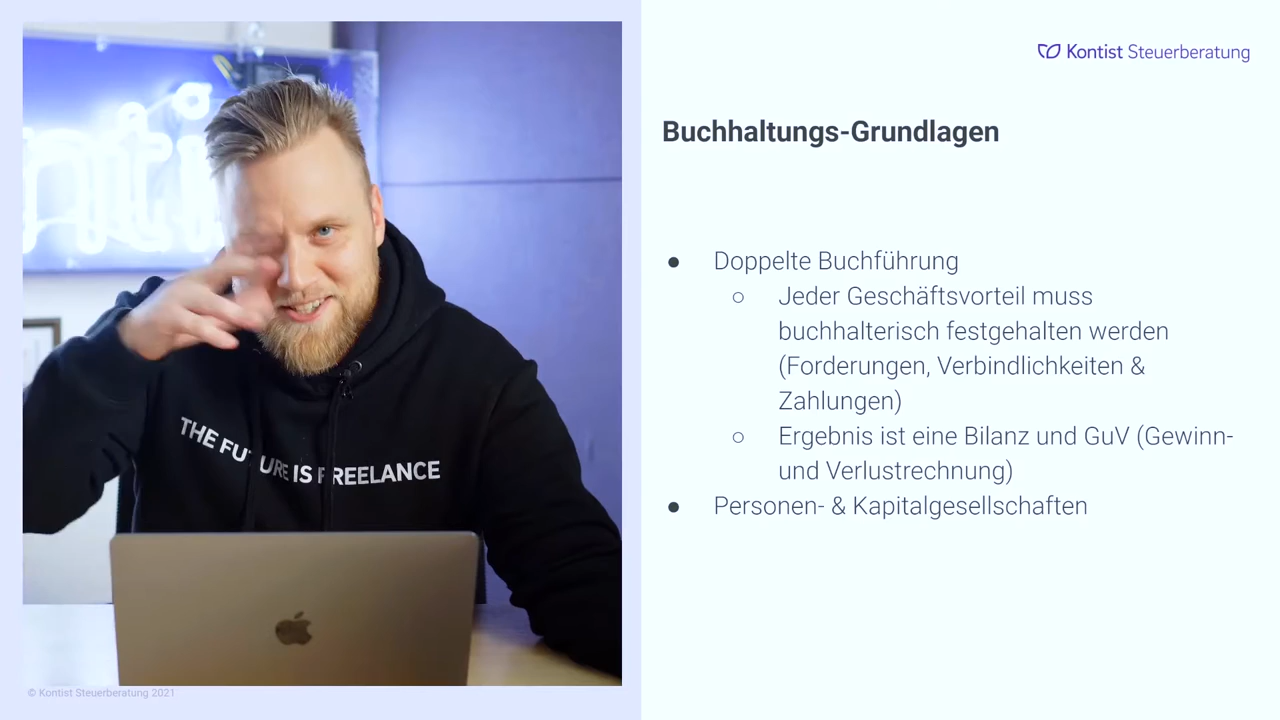 Kontist Steuerberatung
Buchhaltungs-Grundlagen
● Doppelte Buchführung
○ Jeder Geschäftsvorteil muss
buchhalterisch festgehalten werden
(Forderungen, Verbindlichkeiten &
Zahlungen)
○ Ergebnis ist eine Bilanz und GuV (Gewinn-
und Verlustrechnung)
● Personen- & Kapitalgesellschaften
THE FUTURE IS FREELANCE
© Kontist Steuerberatung 2021